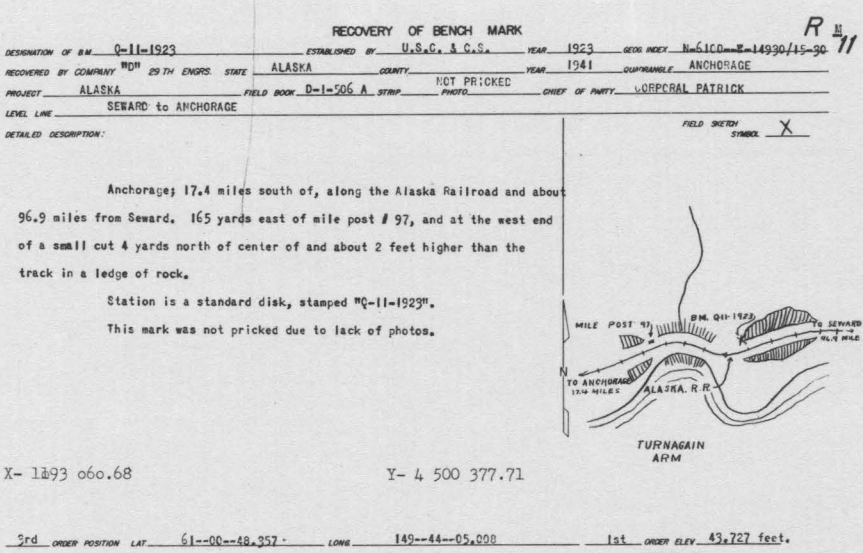 RECOVERY OF BENCH MARK
R N 11
DESIGNATION OF B M Q-11-1923 ESTABLISHED BY U.S.C. & C.S. YEAR 1923 GEOG INDEX N-6100--E-14930/15-30
RECOVERED BY COMPANY "D" 29 TH ENGRS. STATE ALASKA COUNTY YEAR 1941 QUADRANGLE ANCHORAGE
PROJECT ALASKA FIELD BOOK D-1-506 A STRIP NOT PRICKED PHOTO CHIEF OF PARTY CORPORAL PATRICK
LEVEL LINE SEWARD to ANCHORAGE
DETAILED DESCRIPTION: FIELD SKETCH
SYMBOL X
Anchorage; 17.4 miles south of, along the Alaska Railroad and about
96.9 miles from Seward. 165 yards east of mile post # 97, and at the west end
of a small cut 4 yards north of center of and about 2 feet higher than the
track in a ledge of rock.
Station is a standard disk, stamped "Q-11-1923".
This mark was not pricked due to lack of photos.
MILE POST 97
B.M. Q11-1923
TO SEWARD
96.9 MILE
N
TO ANCHORAGE
17.4 MILES
ALASKA. R.R.
TURNAGAIN
ARM
X- 1193 060.68 Y- 4 500 377.71
3rd ORDER POSITION LAT 61--00--48.357 LONG 149--44--05.008 1st ORDER ELEV 43.727 feet.